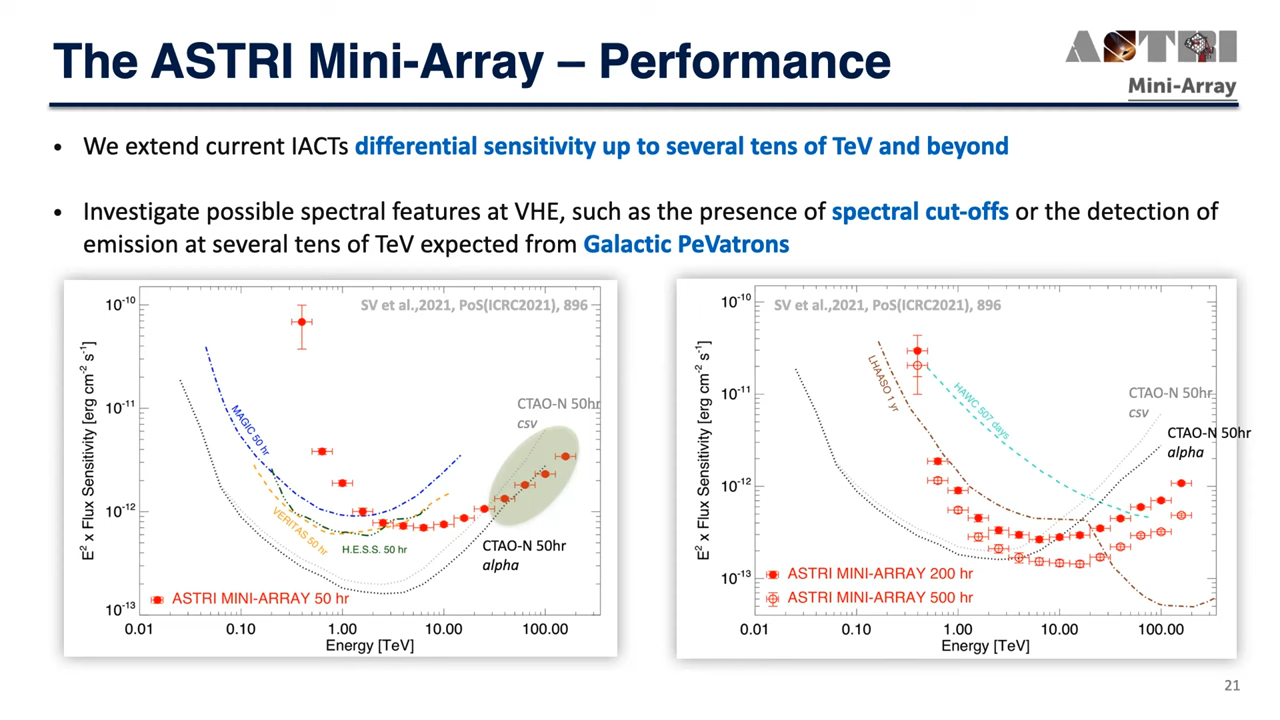 The ASTRI Mini-Array – Performance
ASTRI
Mini-Array
• We extend current IACTs differential sensitivity up to several tens of TeV and beyond
• Investigate possible spectral features at VHE, such as the presence of spectral cut-offs or the detection of
emission at several tens of TeV expected from Galactic PeVatrons
SV et al.,2021, PoS(ICRC2021), 896
E² x Flux Sensitivity [erg cm⁻² s⁻¹]
10⁻¹⁰
10⁻¹¹
10⁻¹²
10⁻¹³
MAGIC 50 hr
VERITAS 50 hr
H.E.S.S. 50 hr
CTAO-N 50hr
csv
CTAO-N 50hr
alpha
ASTRI MINI-ARRAY 50 hr
0.01 0.10 1.00 10.00 100.00
Energy [TeV]
SV et al.,2021, PoS(ICRC2021), 896
E² x Flux Sensitivity [erg cm⁻² s⁻¹]
10⁻¹⁰
10⁻¹¹
10⁻¹²
10⁻¹³
LHAASO 1 yr
HAWC 507 days
CTAO-N 50hr
csv
CTAO-N 50hr
alpha
ASTRI MINI-ARRAY 200 hr
ASTRI MINI-ARRAY 500 hr
0.01 0.10 1.00 10.00 100.00
Energy [TeV]
21